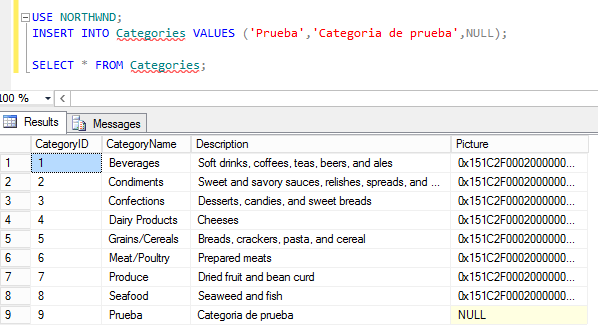 USE NORTHWND;
INSERT INTO Categories VALUES ('Prueba','Categoria de prueba',NULL);
SELECT * FROM Categories;
100 %
Results Messages
CategoryID CategoryName Description Picture
1 1 Beverages Soft drinks, coffees, teas, beers, and ales 0x151C2F0002000000...
2 2 Condiments Sweet and savory sauces, relishes, spreads, and ... 0x151C2F0002000000...
3 3 Confections Desserts, candies, and sweet breads 0x151C2F0002000000...
4 4 Dairy Products Cheeses 0x151C2F0002000000...
5 5 Grains/Cereals Breads, crackers, pasta, and cereal 0x151C2F0002000000...
6 6 Meat/Poultry Prepared meats 0x151C2F0002000000...
7 7 Produce Dried fruit and bean curd 0x151C2F0002000000...
8 8 Seafood Seaweed and fish 0x151C2F0002000000...
9 9 Prueba Categoria de prueba NULL